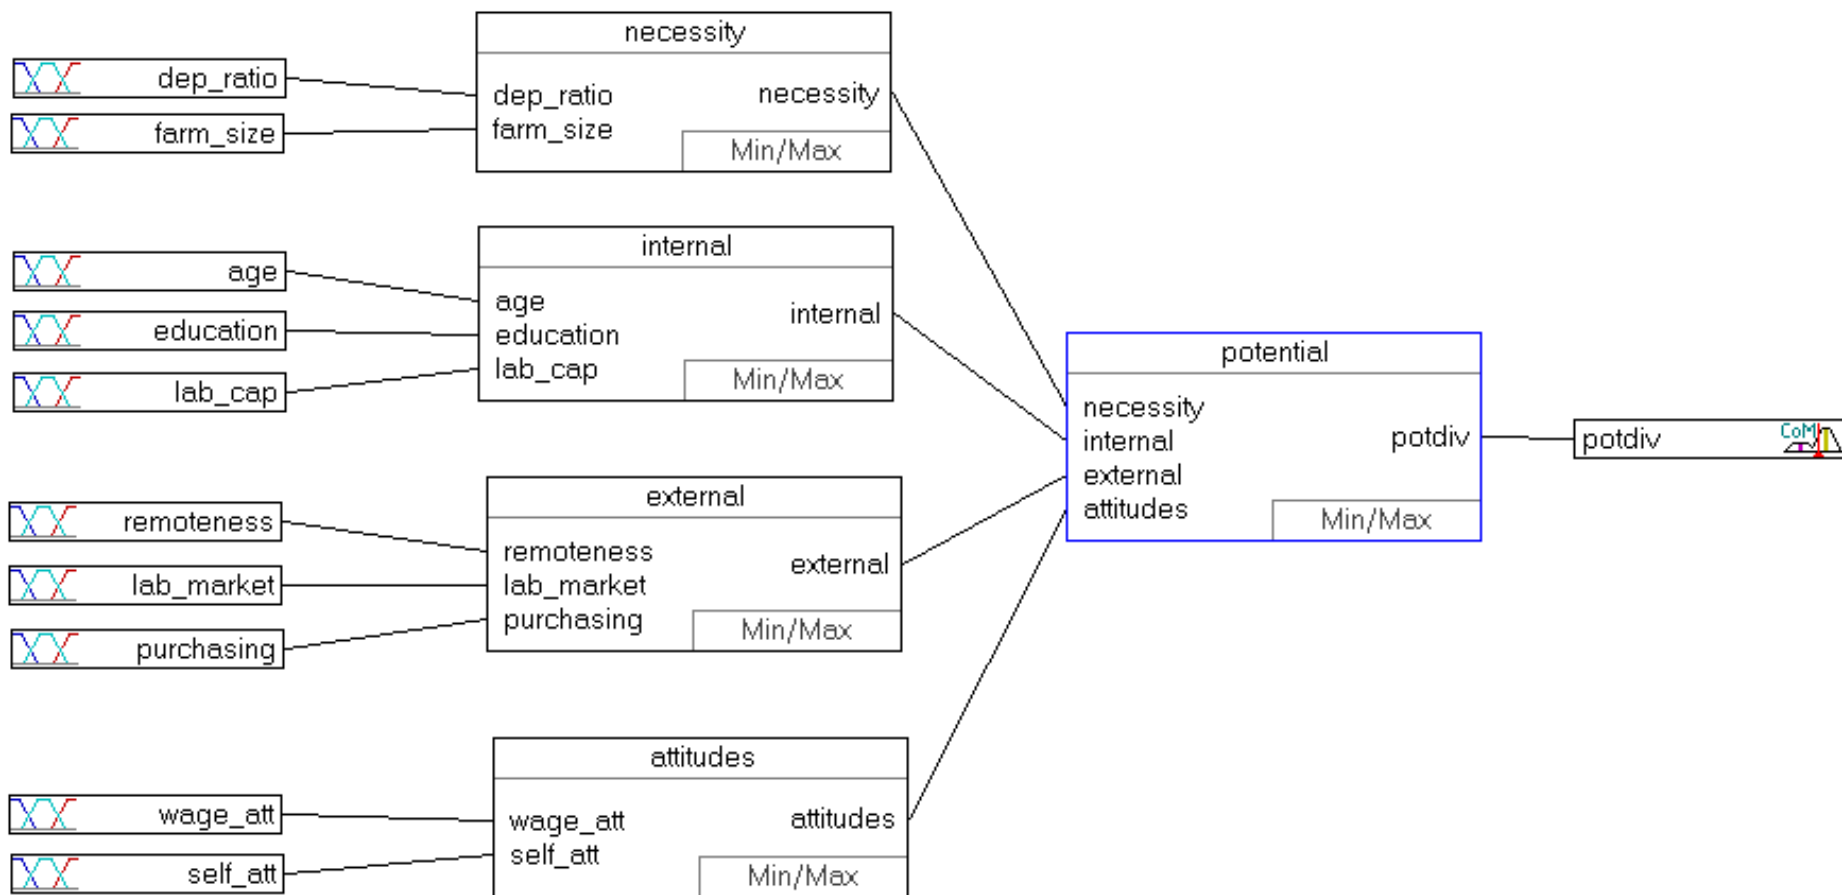 necessity
dep_ratio
farm_size
dep_ratio
farm_size
necessity
Min/Max
internal
age
education
lab_cap
age
education
lab_cap
internal
Min/Max
external
remoteness
lab_market
purchasing
remoteness
lab_market
purchasing
external
Min/Max
attitudes
wage_att
self_att
wage_att
self_att
attitudes
Min/Max
potential
necessity
internal
external
attitudes
potdiv
Min/Max
potdiv
CoM